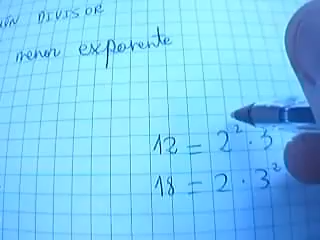 DIVISOR
menor exponente
12 = 2² · 3
18 = 2 · 3²